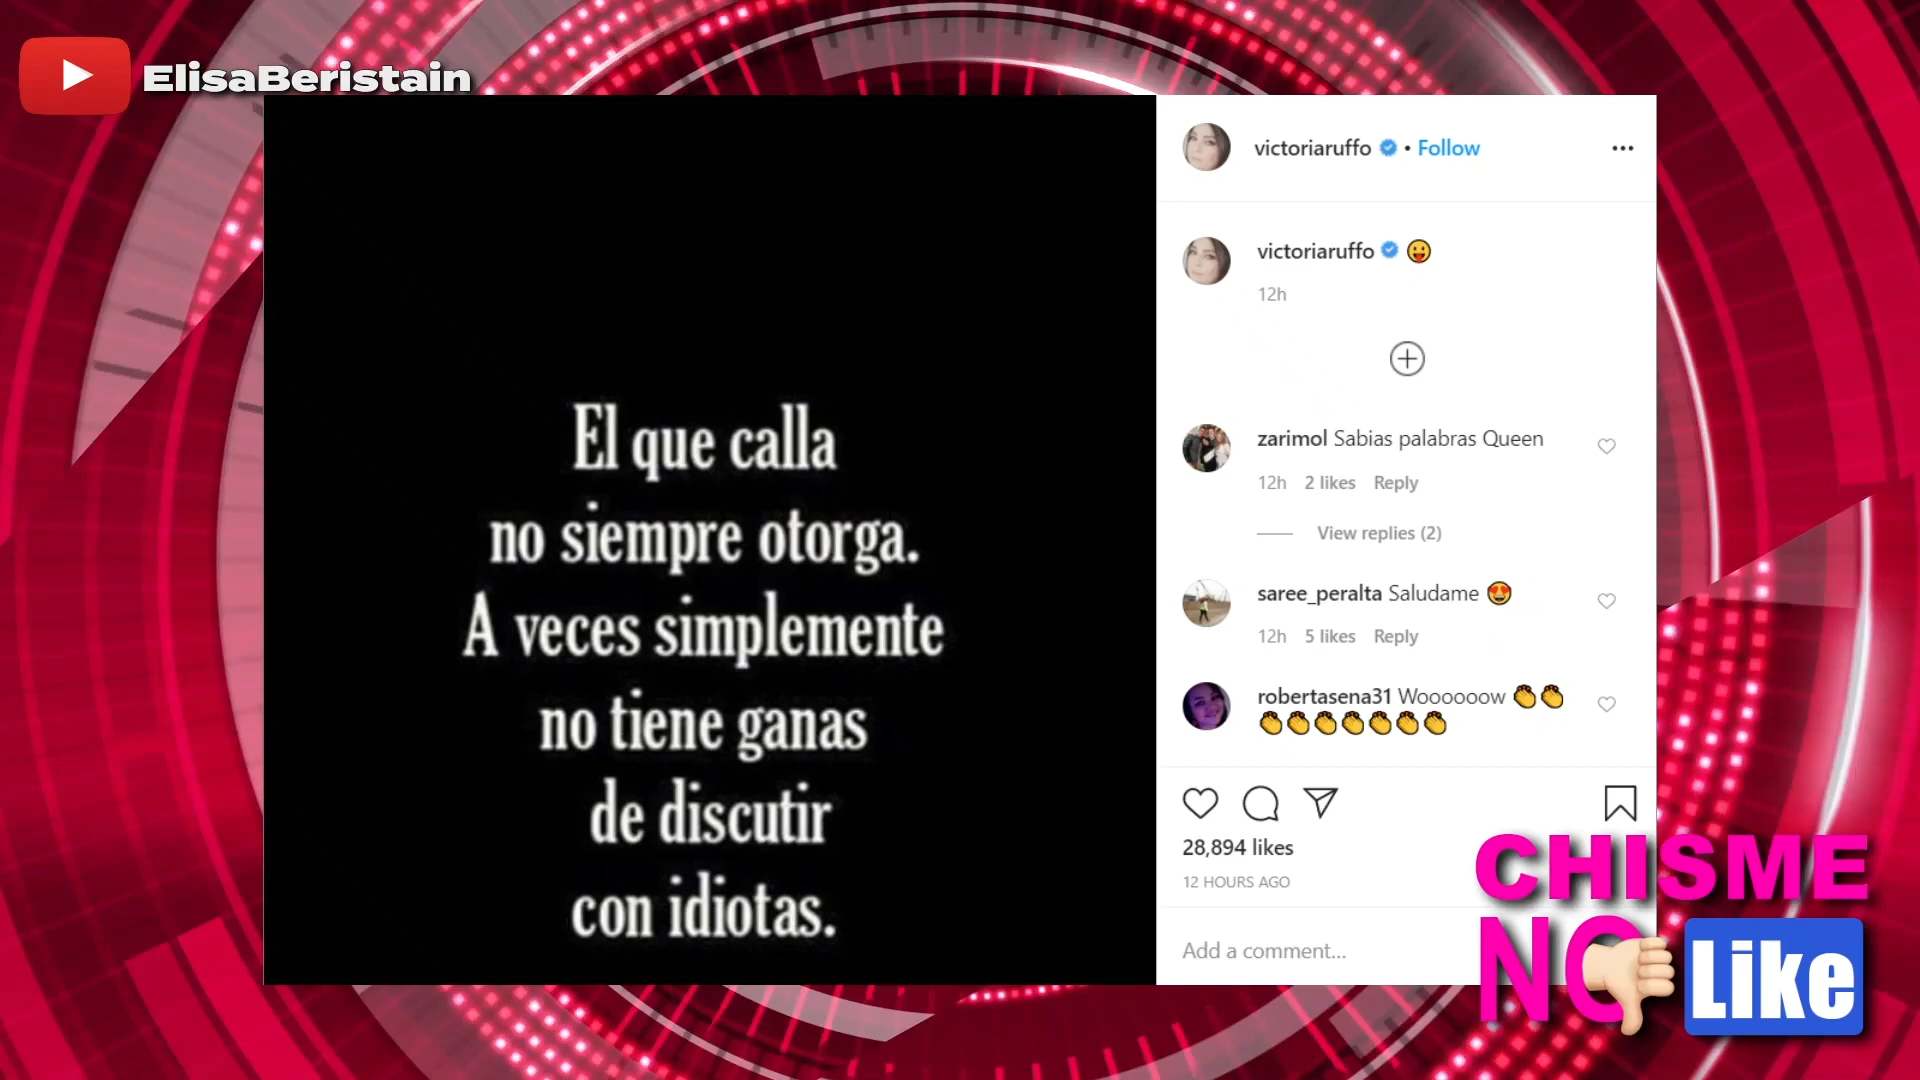 ElisaBeristain
El que calla
no siempre otorga.
A veces simplemente
no tiene ganas
de discutir
con idiotas.
victoriaruffo • Follow
victoriaruffo 😛
12h
zarimol Sabias palabras Queen
12h 2 likes Reply
View replies (2)
saree_peralta Saludame 😍
12h 5 likes Reply
robertasena31 Woooooow 👏👏
👏👏👏👏👏👏👏
28,894 likes
12 HOURS AGO
Add a comment...
CHISME
NO Like